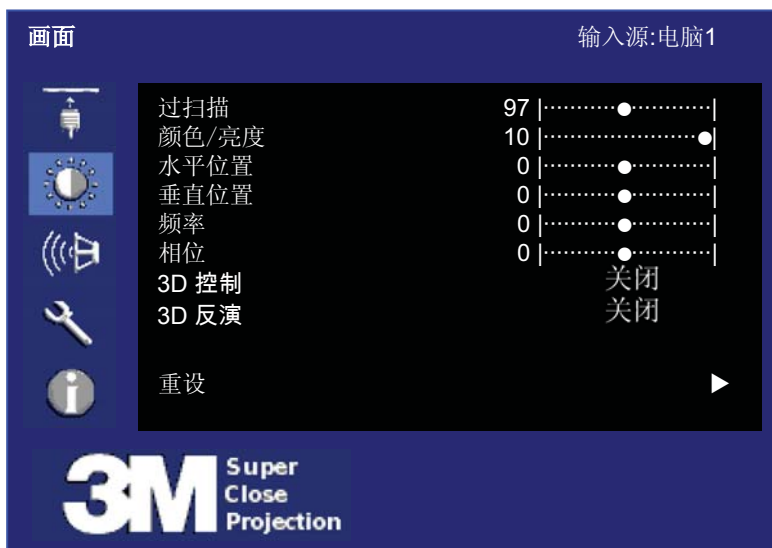 画面 输入源:电脑1
过扫描 97
颜色/亮度 10
水平位置 0
垂直位置 0
频率 0
相位 0
3D 控制 关闭
3D 反演 关闭
重设
3M Super
Close
Projection